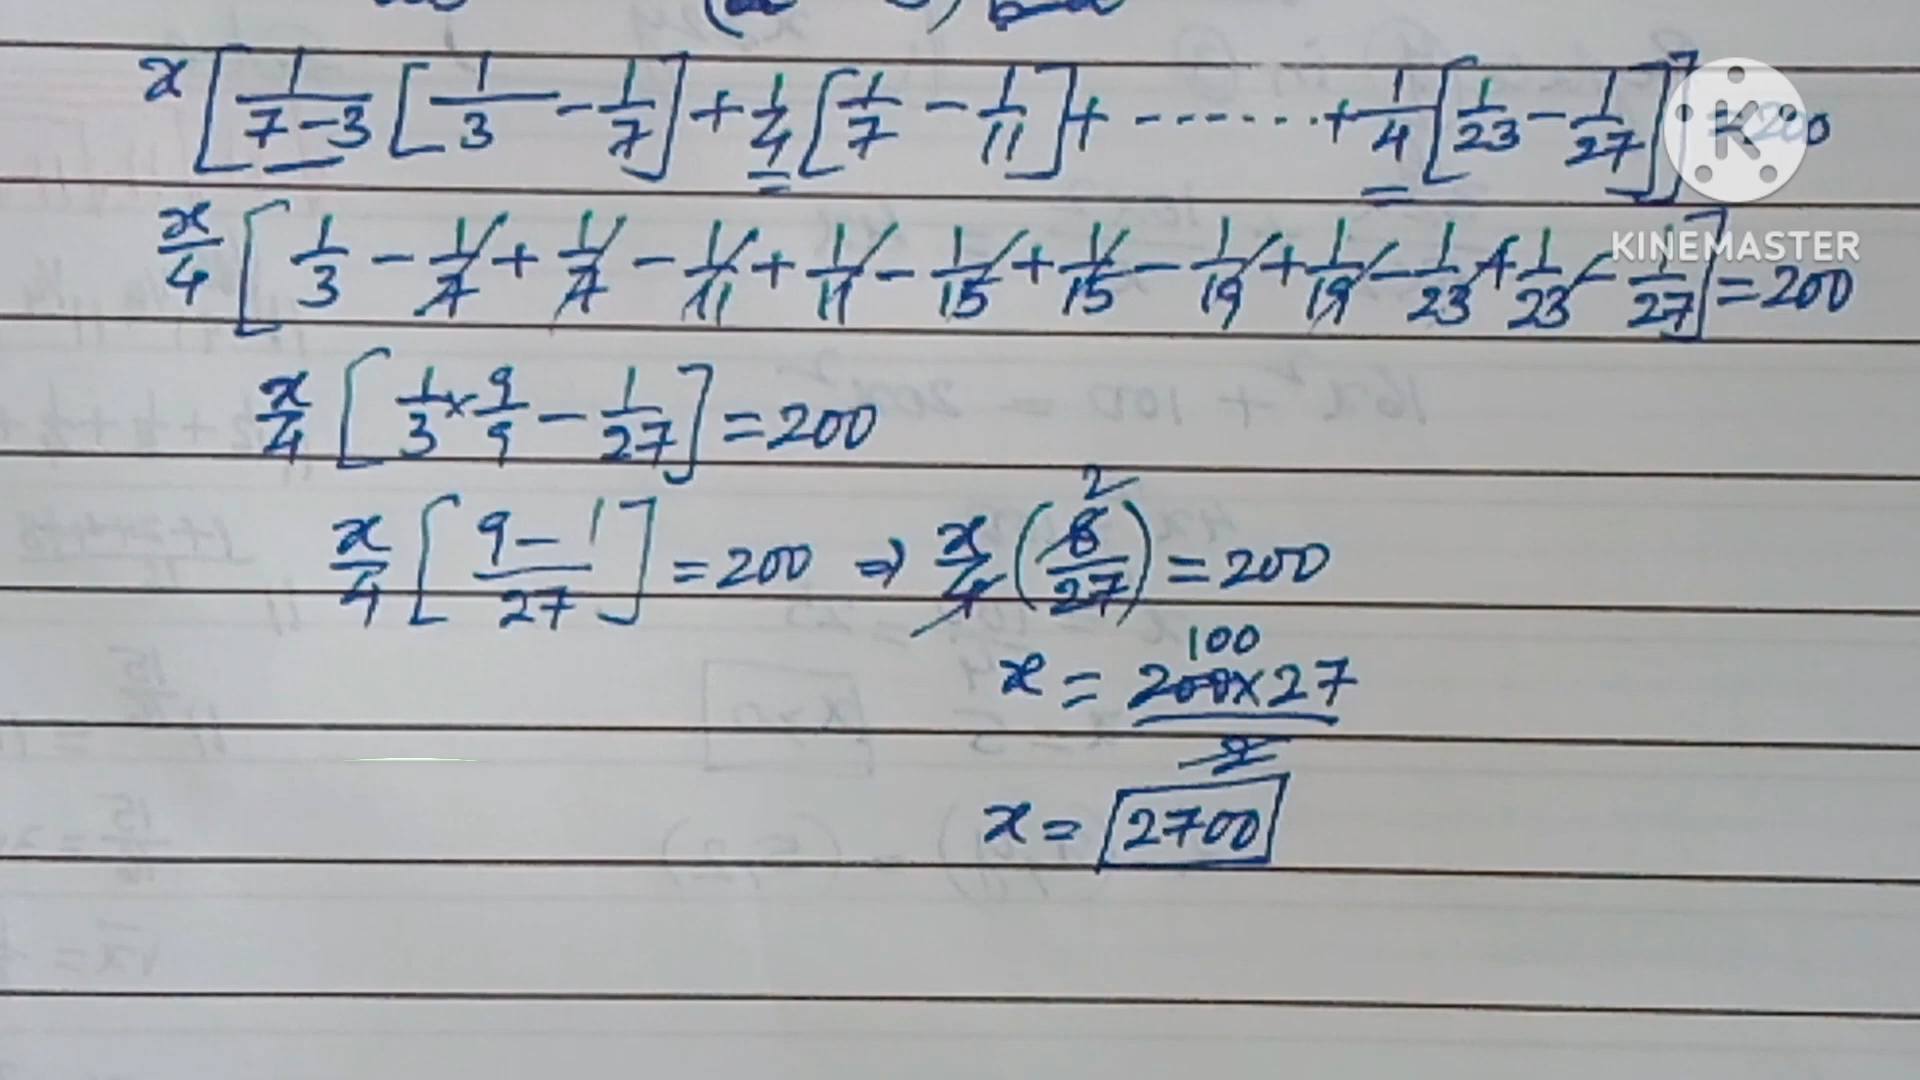 x [ 1/(7-3) [ 1/3 - 1/7 ] + 1/4 [ 1/7 - 1/11 ] + ------- + 1/4 [ 1/23 - 1/27 ] ]
KINEMASTER
x/4 [ 1/3 - 1/7 + 1/7 - 1/11 + 1/11 - 1/15 + 1/15 - 1/19 + 1/19 - 1/23 + 1/23 - 1/27 ] = 200
x/4 [ 1/3 × 9/9 - 1/27 ] = 200
x/4 [ (9-1)/27 ] = 200 ⇒ x/4 ( 8/27 ) = 200
2
100
x = 200×27/2
x = 2700